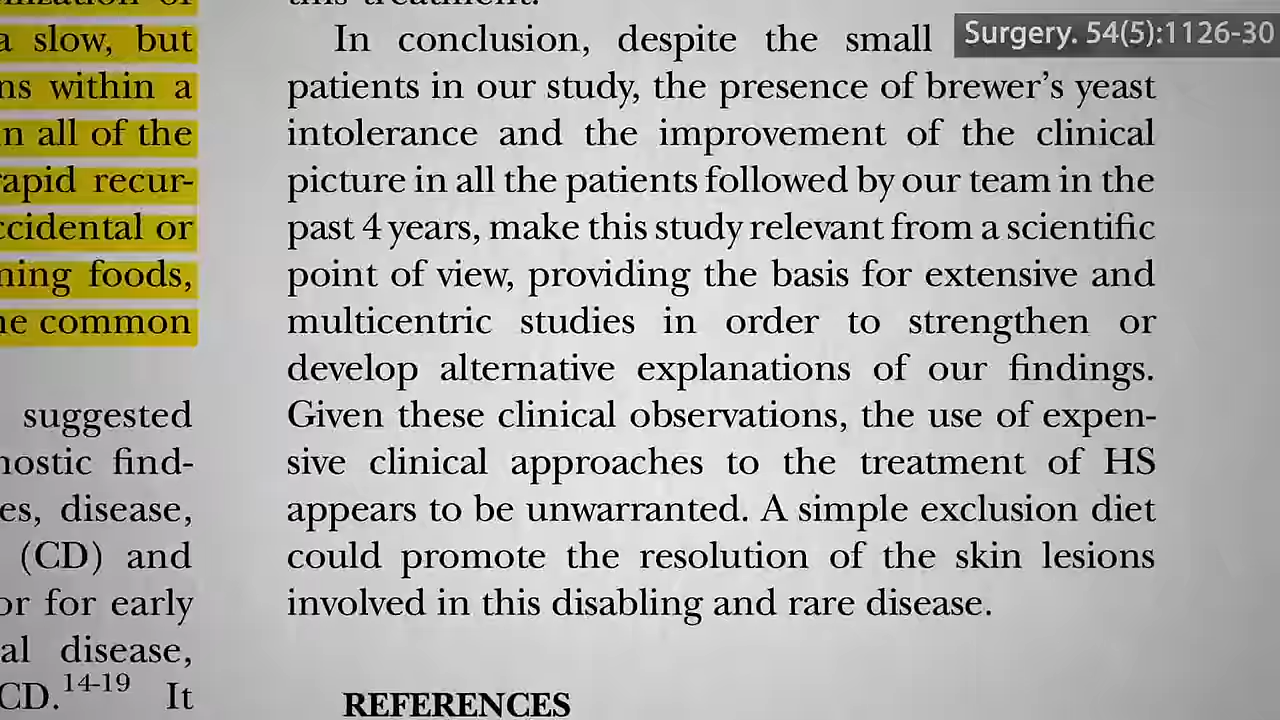 a slow, but
ns within a
n all of the
rapid recur-
ccidental or
ning foods,
ne common
suggested
nostic find-
es, disease,
(CD) and
or for early
al disease,
CD.14-19 It
this treatment.
In conclusion, despite the small
patients in our study, the presence of brewer's yeast
intolerance and the improvement of the clinical
picture in all the patients followed by our team in the
past 4 years, make this study relevant from a scientific
point of view, providing the basis for extensive and
multicentric studies in order to strengthen or
develop alternative explanations of our findings.
Given these clinical observations, the use of expen-
sive clinical approaches to the treatment of HS
appears to be unwarranted. A simple exclusion diet
could promote the resolution of the skin lesions
involved in this disabling and rare disease.
REFERENCES
Surgery. 54(5):1126-30